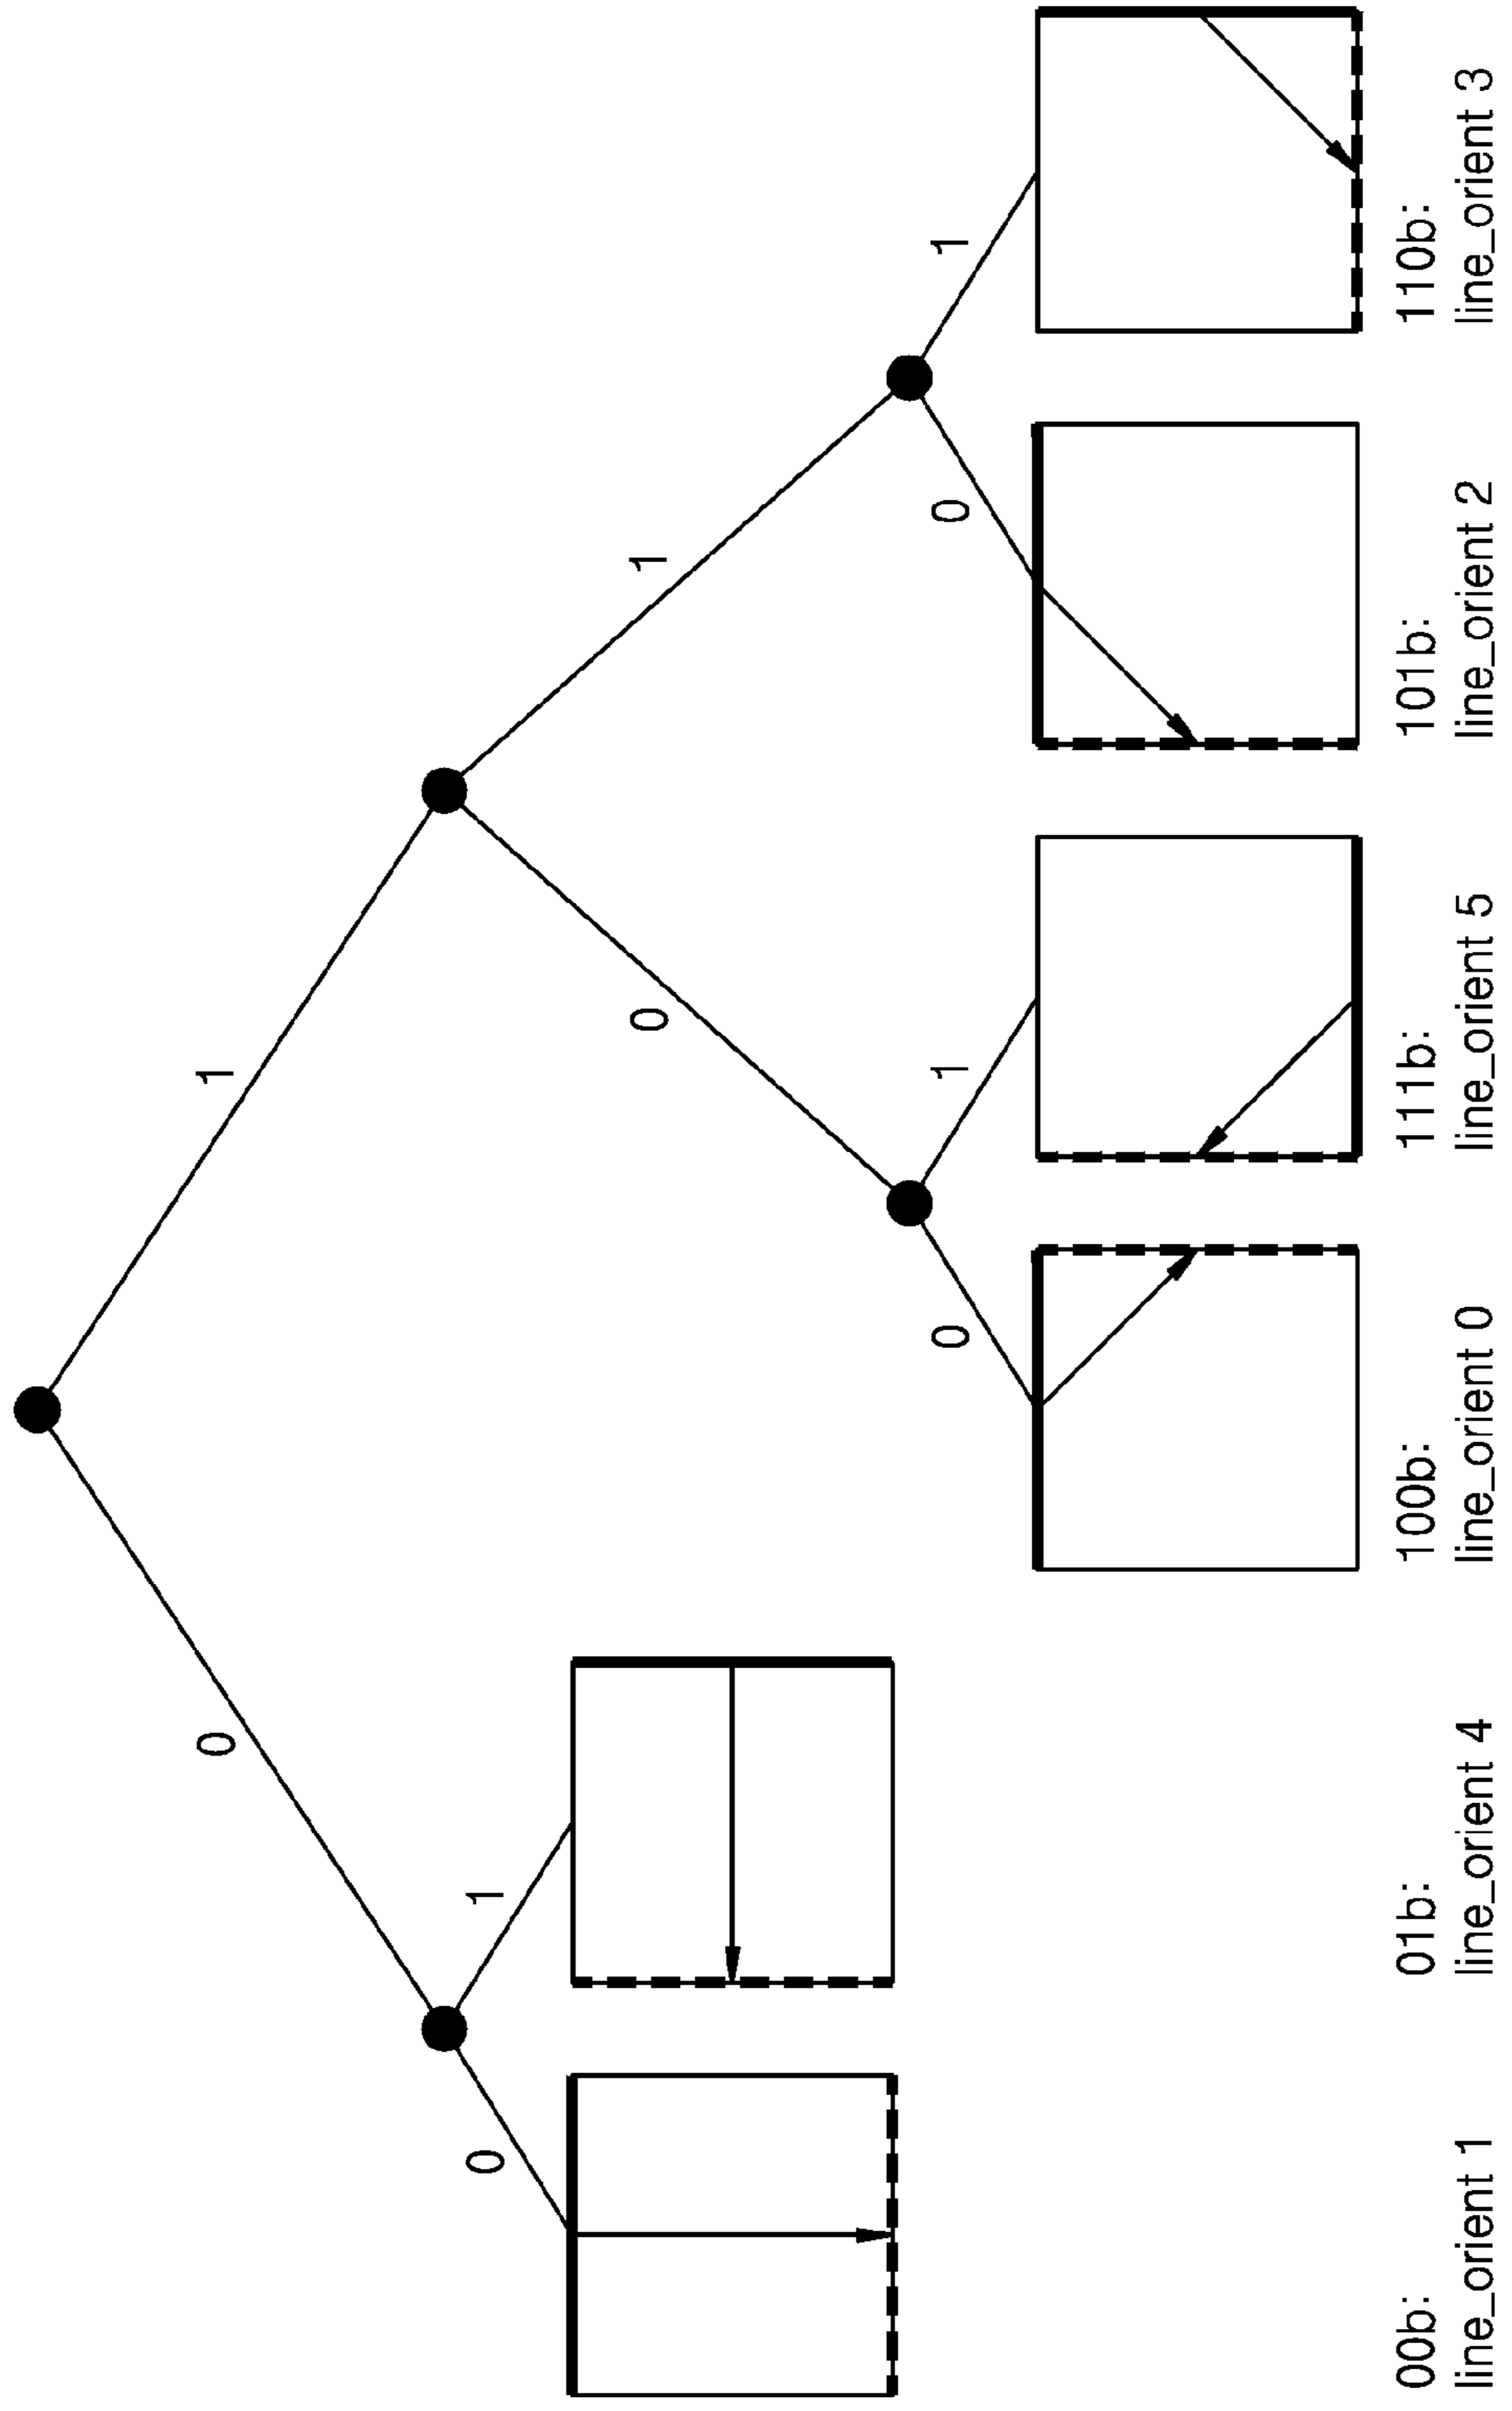 0
1
0
1
0
1
0
1
0
1
00b:
line_orient 1
01b:
line_orient 4
100b:
line_orient 0
111b:
line_orient 5
101b:
line_orient 2
110b:
line_orient 3